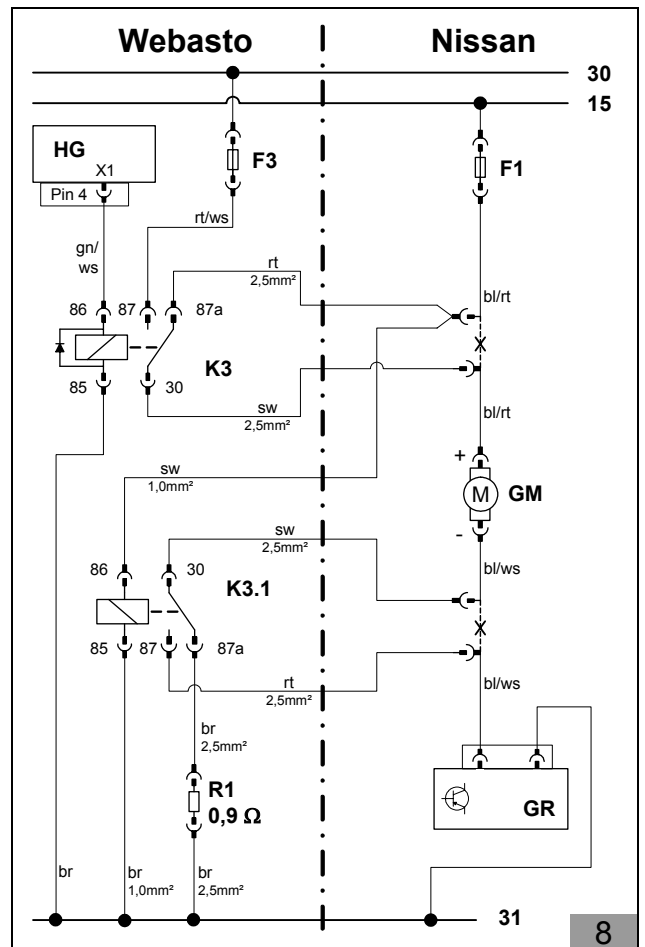 Webasto Nissan
30
15
HG
X1
Pin 4
F3
F1
rt/ws
gn/
ws
rt
2,5mm²
86 87 87a
bl/rt
K3
85 30
sw
2,5mm²
bl/rt
+
sw
1,0mm²
M GM
-
sw
2,5mm²
86 30
bl/ws
K3.1
85 87 87a
rt
2,5mm²
bl/ws
br
2,5mm²
R1
0,9 Ω
GR
br
br
1,0mm²
br
2,5mm²
31
8